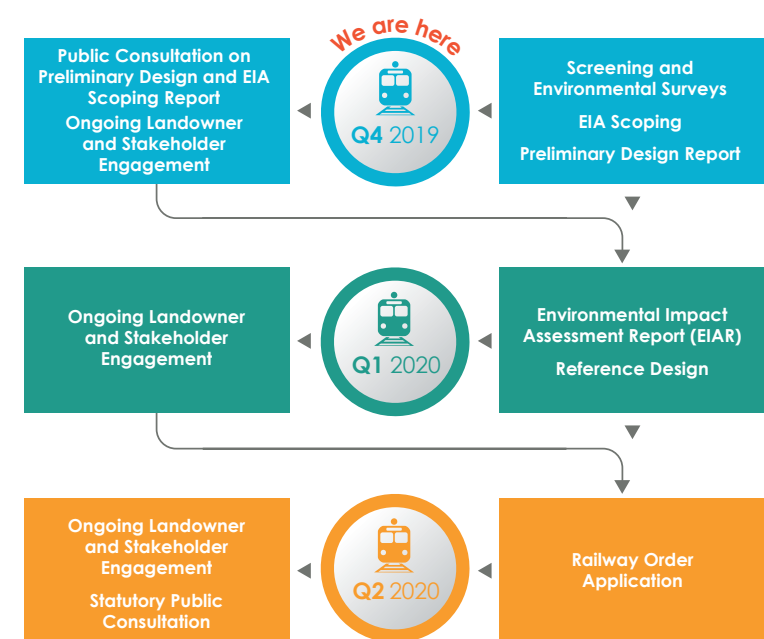 We are here
Public Consultation on
Preliminary Design and EIA
Scoping Report
Ongoing Landowner
and Stakeholder
Engagement
Q4 2019
Screening and
Environmental Surveys
EIA Scoping
Preliminary Design Report
Ongoing Landowner
and Stakeholder
Engagement
Q1 2020
Environmental Impact
Assessment Report (EIAR)
Reference Design
Ongoing Landowner
and Stakeholder
Engagement
Statutory Public
Consultation
Q2 2020
Railway Order
Application